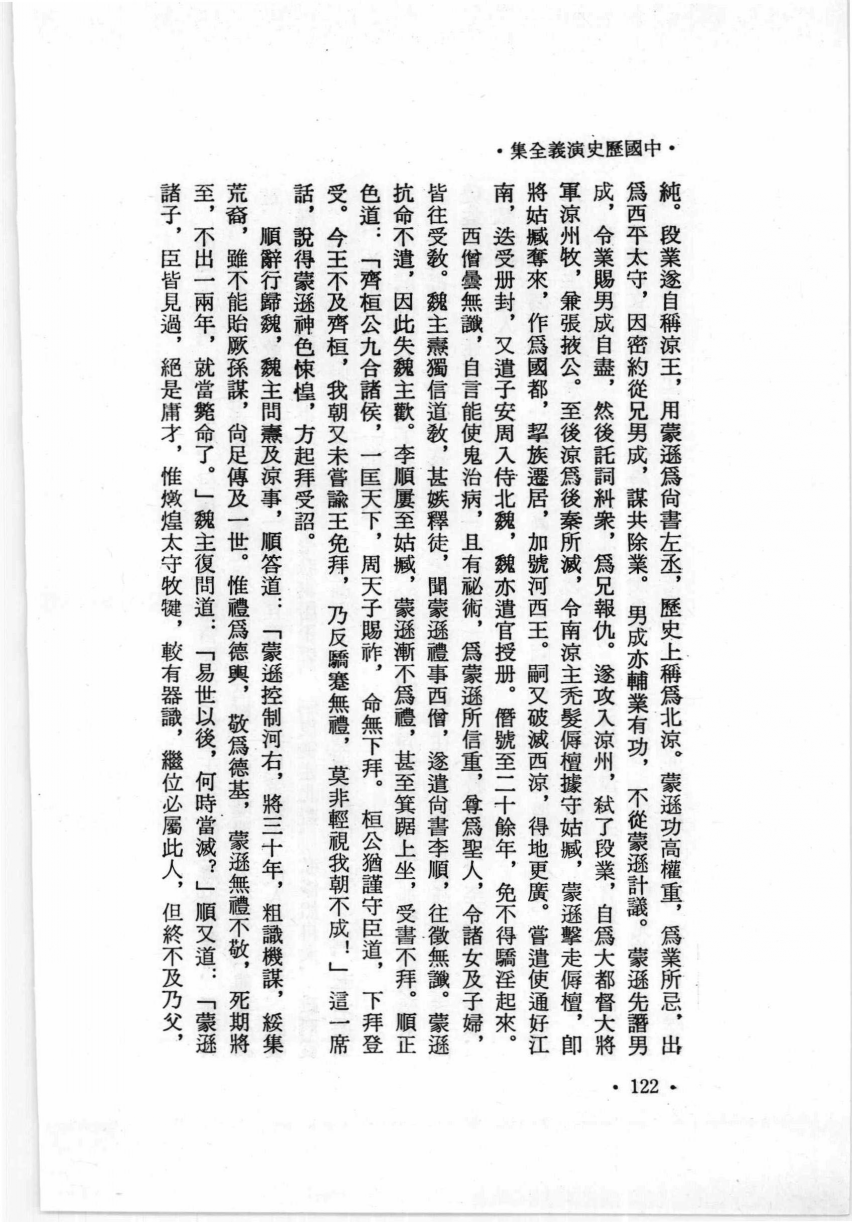 ·中國歷史演義全集·
純。段業遂自稱涼王，用蒙遜爲尙書左丞，歷史上稱爲北涼。蒙遜功高權重，爲業所忌，出
爲西平太守，因密約從兄男成，謀共除業。男成亦輔業有功，不從蒙遜計議。蒙遜先譖男
成，令業賜男成自盡，然後託詞糾衆，爲兄報仇。遂攻入涼州，弑了段業，自爲大都督大將
軍涼州牧，兼張掖公。至後涼爲後秦所滅，令南涼主禿髮傉檀據守姑臧，蒙遜擊走傉檀，卽
將姑臧奪來，作爲國都，挈族遷居，加號河西王。嗣又破滅西涼，得地更廣。嘗遣使通好江
南，迭受册封，又遣子安周入侍北魏，魏亦遣官授册。僭號至二十餘年，免不得驕淫起來。
西僧曇無讖，自言能使鬼治病，且有祕術，爲蒙遜所信重，尊爲聖人，令諸女及子婦，
皆往受敎。魏主燾獨信道敎，甚嫉釋徒，聞蒙遜禮事西僧，遂遣尙書李順，往徵無讖。蒙遜
抗命不遣，因此失魏主歡。李順屢至姑臧，蒙遜漸不爲禮，甚至箕踞上坐，受書不拜。順正
色道：「齊桓公九合諸侯，一匡天下，周天子賜祚，命無下拜。桓公猶謹守臣道，下拜登
受。今王不及齊桓，我朝又未嘗諭王免拜，乃反驕蹇無禮，莫非輕視我朝不成！」這一席
話，說得蒙遜神色悚惶，方起拜受詔。
順辭行歸魏，魏主問燾及涼事，順答道：「蒙遜控制河右，將三十年，粗識機謀，綏集
荒裔，雖不能貽厥孫謀，尙足傳及一世。惟禮爲德輿，敬爲德基，蒙遜無禮不敬，死期將
至，不出一兩年，就當斃命了。」魏主復問道：「易世以後，何時當滅？」順又道：「蒙遜
諸子，臣皆見過，絕是庸才，惟燉煌太守牧犍，較有器識，繼位必屬此人，但終不及乃父，
·122·